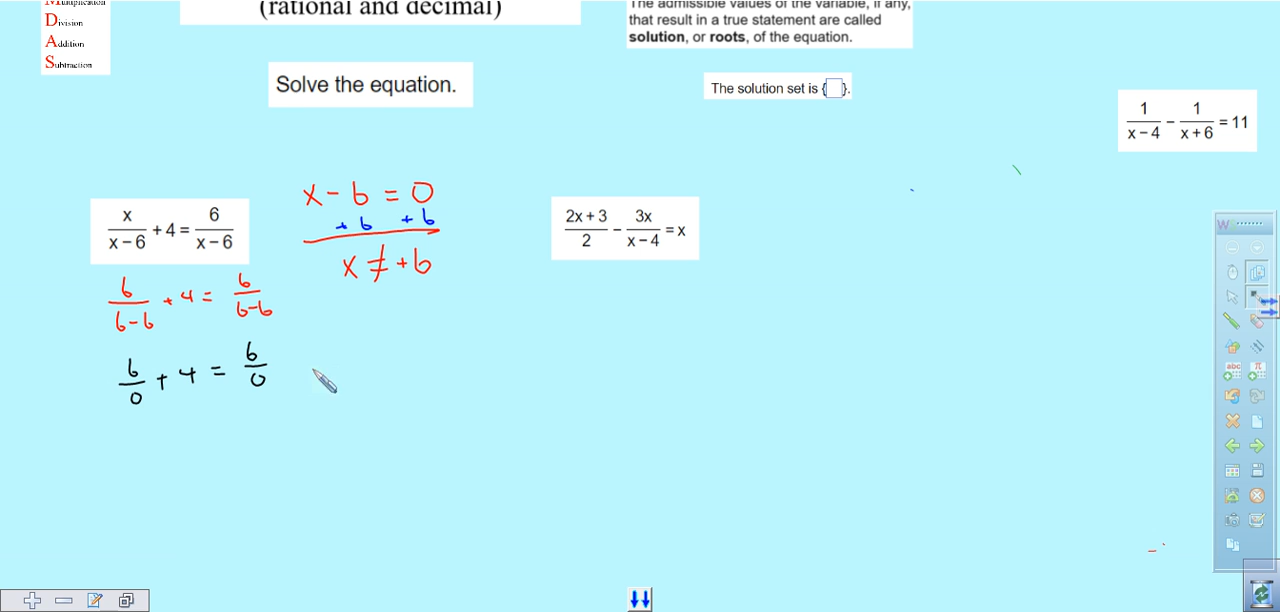 Multiplication
Division
Addition
Subtraction
(rational and decimal)
The admissible values of the variable, if any,
that result in a true statement are called
solution, or roots, of the equation.
Solve the equation.
The solution set is { }.
1/(x − 4) − 1/(x + 6) = 11
x/(x − 6) + 4 = 6/(x − 6)
x − 6 = 0
+ 6 + 6
x ≠ +6
(2x + 3)/2 − 3x/(x − 4) = x
6/(6−6) + 4 = 6/(6−6)
6/0 + 4 = 6/0
W
abc
π